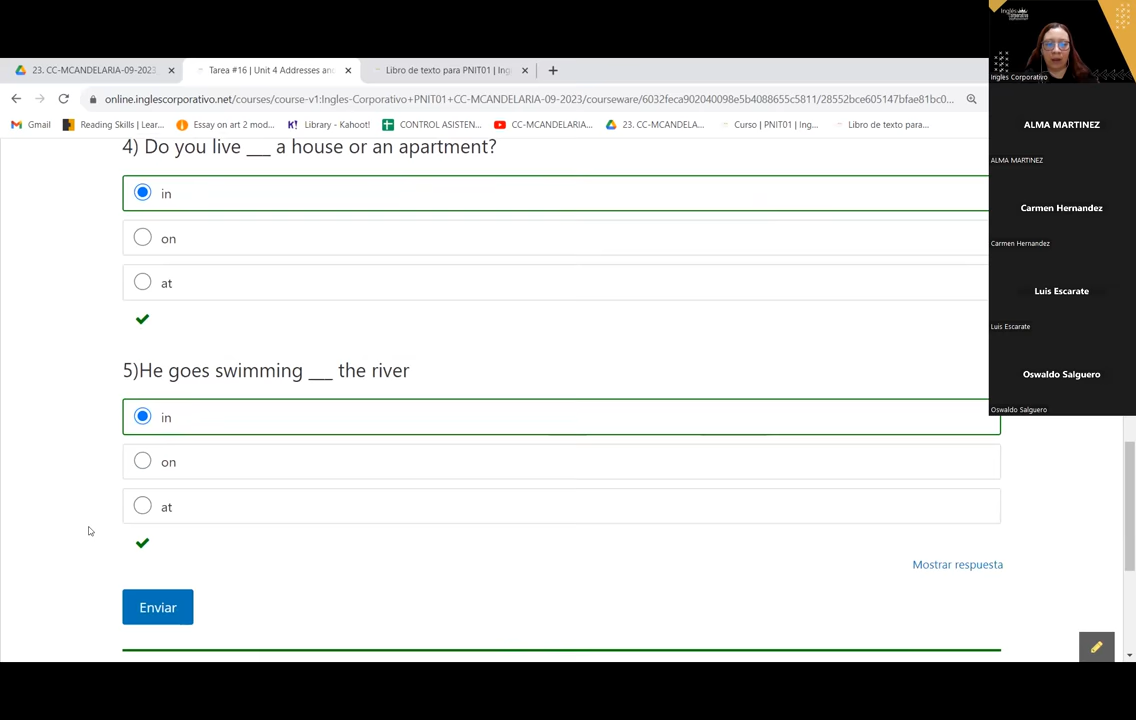 23. CC-MCANDELARIA-09-2023
Tarea #16 | Unit 4 Addresses and
Libro de texto para PNIT01 | Ing
online.inglescorporativo.net/courses/course-v1:Ingles-Corporativo+PNIT01+CC-MCANDELARIA-09-2023/courseware/6032feca902040098e5b4088655c5811/28552bce605147bfae81bc0...
Gmail
Reading Skills | Lear...
Essay on art 2 mod...
Library - Kahoot!
CONTROL ASISTEN...
CC-MCANDELARIA...
23. CC-MCANDELA...
Curso | PNIT01 | Ing...
Libro de texto para...
4) Do you live ___ a house or an apartment?
in
on
at
5)He goes swimming ___ the river
in
on
at
Mostrar respuesta
Enviar
Inglés
Corporativo
Ingles Corporativo
ALMA MARTINEZ
ALMA MARTINEZ
Carmen Hernandez
Carmen Hernandez
Luis Escarate
Luis Escarate
Oswaldo Salguero
Oswaldo Salguero